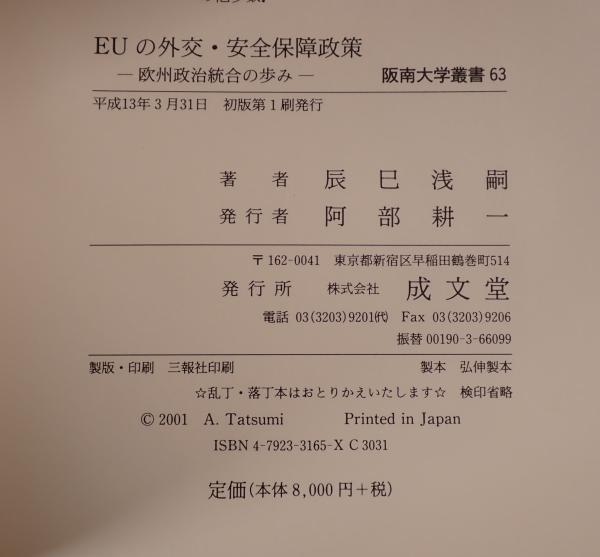 EUの外交・安全保障政策
―欧州政治統合の歩み― 阪南大学叢書 63
平成13年3月31日 初版第1刷発行
著者 辰巳浅嗣
発行者 阿部耕一
〒162-0041 東京都新宿区早稲田鶴巻町514
発行所 株式会社 成文堂
電話 03(3203)9201(代) Fax 03(3203)9206
振替 00190-3-66099
製版・印刷 三報社印刷 製本 弘伸製本
☆乱丁・落丁本はおとりかえいたします☆ 検印省略
© 2001 A. Tatsumi Printed in Japan
ISBN 4-7923-3165-X C 3031
定価(本体8,000円+税)